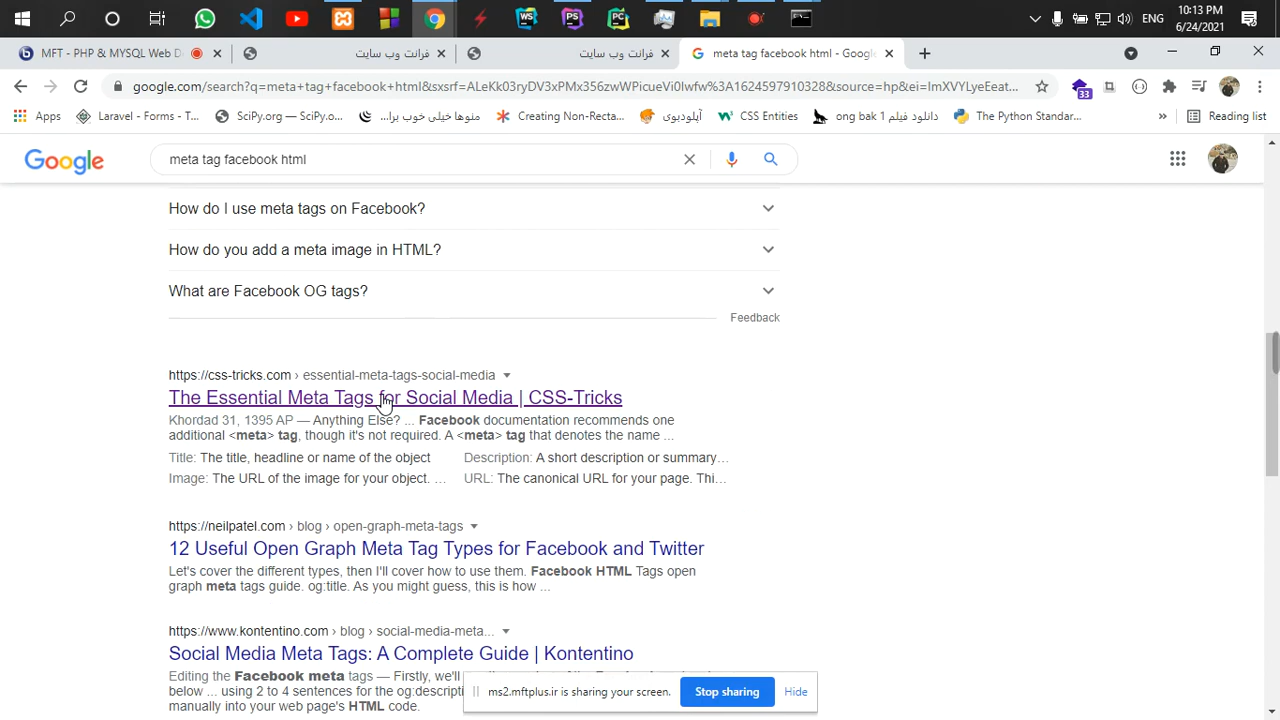 10:13 PM
ENG
6/24/2021
MFT - PHP & MYSQL Web D
فرانت وب سایت
فرانت وب سایت
meta tag facebook html - Google
google.com/search?q=meta+tag+facebook+html&sxsrf=ALeKk03ryDV3xPMx356zwWPicueVi0Iwfw%3A1624597910328&source=hp&ei=ImXVYLyeEeat...
33
Apps
Laravel - Forms - T...
SciPy.org — SciPy.o...
منوها خیلی خوب برا...
Creating Non-Recta...
آپلودبوی
CSS Entities
دانلود فیلم ong bak 1
The Python Standar...
»
Reading list
Google
meta tag facebook html
How do I use meta tags on Facebook?
How do you add a meta image in HTML?
What are Facebook OG tags?
Feedback
https://css-tricks.com › essential-meta-tags-social-media
The Essential Meta Tags for Social Media | CSS-Tricks
Khordad 31, 1395 AP — Anything Else? ... Facebook documentation recommends one
additional <meta> tag, though it's not required. A <meta> tag that denotes the name ...
Title: The title, headline or name of the object
Description: A short description or summary...
Image: The URL of the image for your object. ...
URL: The canonical URL for your page. Thi...
https://neilpatel.com › blog › open-graph-meta-tags
12 Useful Open Graph Meta Tag Types for Facebook and Twitter
Let's cover the different types, then I'll cover how to use them. Facebook HTML Tags open
graph meta tags guide. og:title. As you might guess, this is how ...
https://www.kontentino.com › blog › social-media-meta...
Social Media Meta Tags: A Complete Guide | Kontentino
Editing the Facebook meta tags — Firstly, we'll
below ... using 2 to 4 sentences for the og:descripti
manually into your web page's HTML code.
ms2.mftplus.ir is sharing your screen.
Stop sharing
Hide